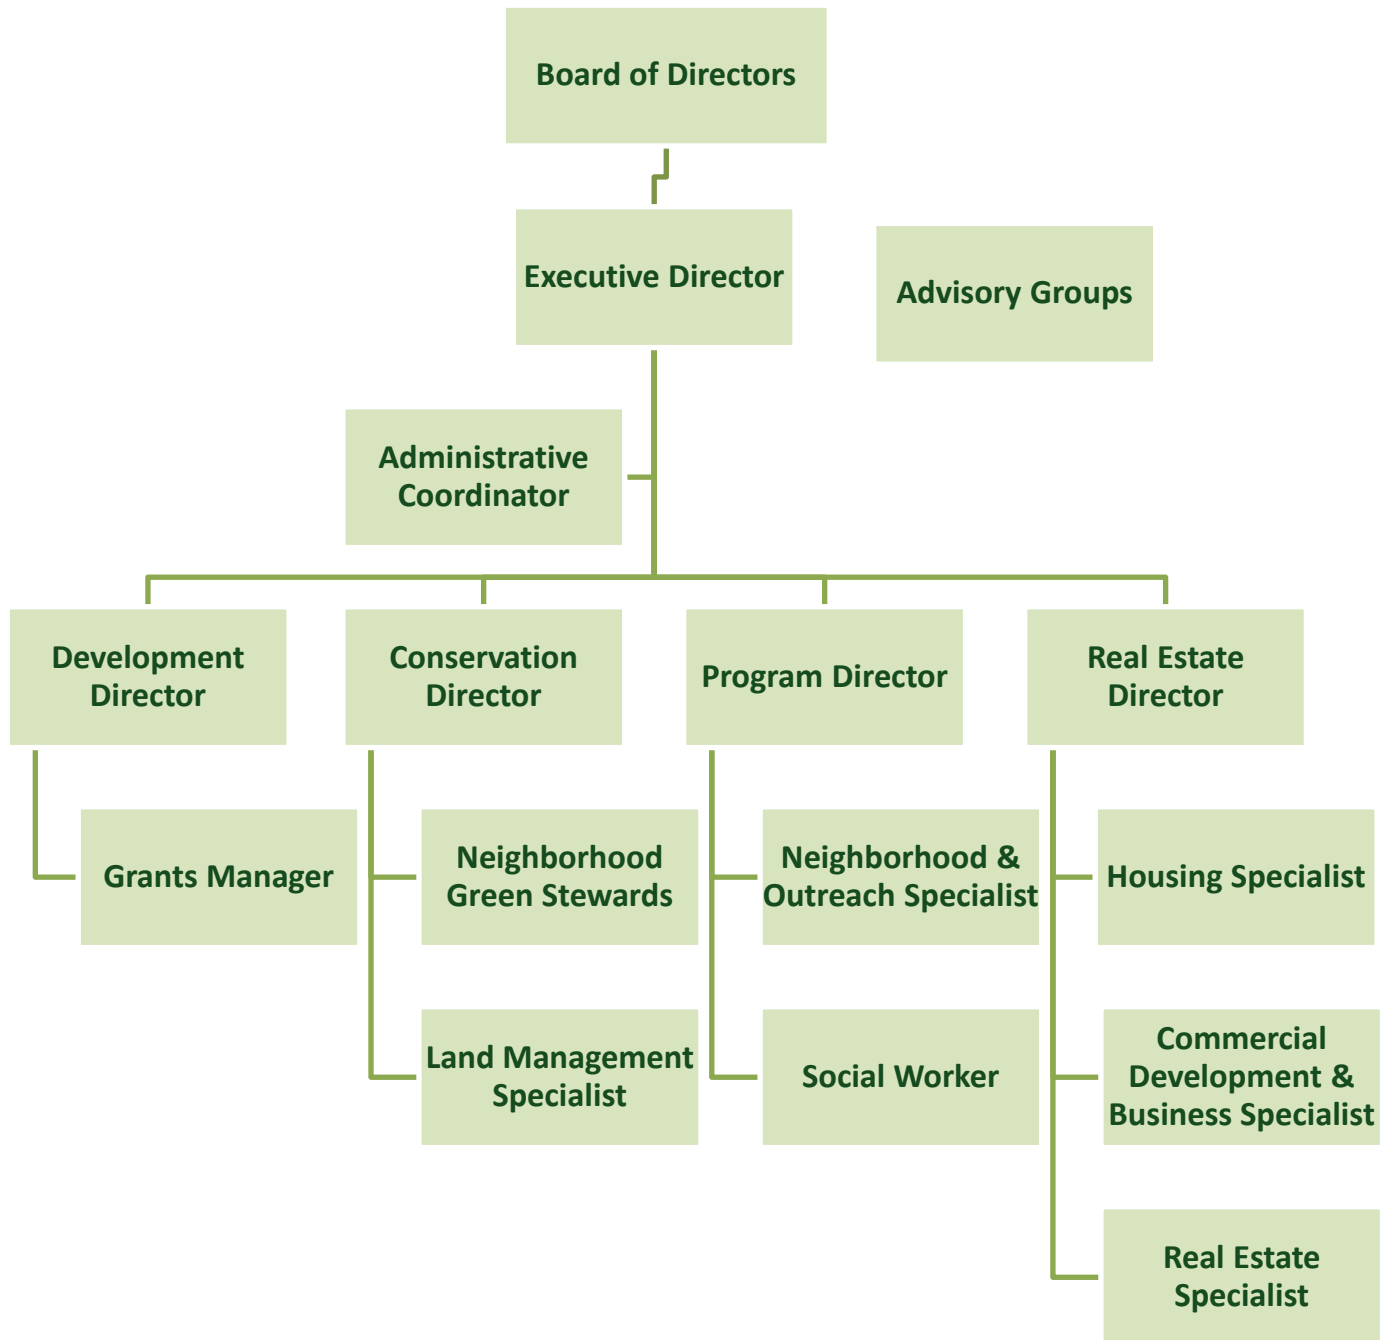 Board of Directors
Executive Director
Advisory Groups
Administrative
Coordinator
Development
Director
Conservation
Director
Program Director
Real Estate
Director
Grants Manager
Neighborhood
Green Stewards
Neighborhood &
Outreach Specialist
Housing Specialist
Land Management
Specialist
Social Worker
Commercial
Development &
Business Specialist
Real Estate
Specialist